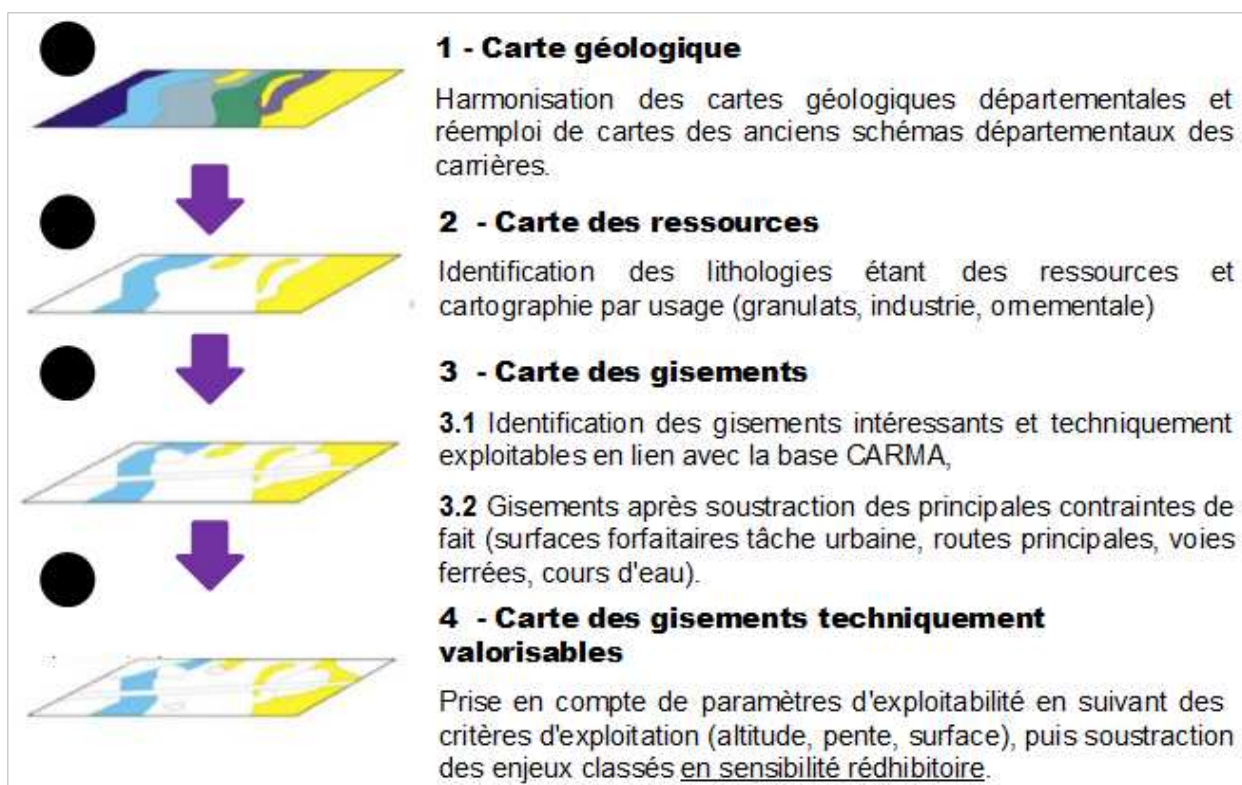 1 - Carte géologique
Harmonisation des cartes géologiques départementales et
réemploi de cartes des anciens schémas départementaux des
carrières.
2 - Carte des ressources
Identification des lithologies étant des ressources et
cartographie par usage (granulats, industrie, ornementale)
3 - Carte des gisements
3.1 Identification des gisements intéressants et techniquement
exploitables en lien avec la base CARMA,
3.2 Gisements après soustraction des principales contraintes de
fait (surfaces forfaitaires tâche urbaine, routes principales, voies
ferrées, cours d'eau).
4 - Carte des gisements techniquement
valorisables
Prise en compte de paramètres d'exploitabilité en suivant des
critères d'exploitation (altitude, pente, surface), puis soustraction
des enjeux classés en sensibilité rédhibitoire.